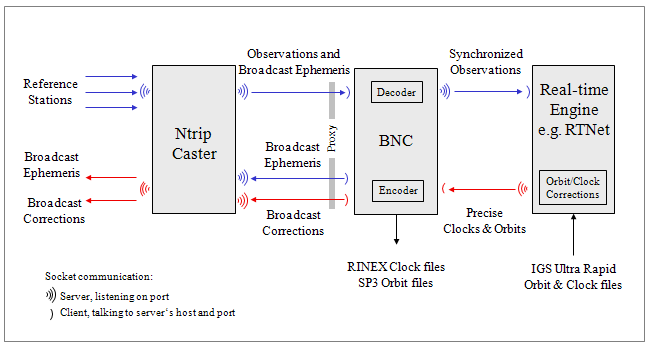 Reference
Stations
Broadcast
Ephemeris
Broadcast
Corrections
Ntrip
Caster
Observations and
Broadcast Ephemeris
Proxy
Broadcast
Ephemeris
Broadcast
Corrections
Decoder
BNC
Encoder
RINEX Clock files
SP3 Orbit files
Synchronized
Observations
Precise
Clocks & Orbits
Real-time
Engine
e.g. RTNet
Orbit/Clock
Corrections
IGS Ultra Rapid
Orbit & Clock files
Socket communication:
Server, listening on port
Client, talking to server's host and port